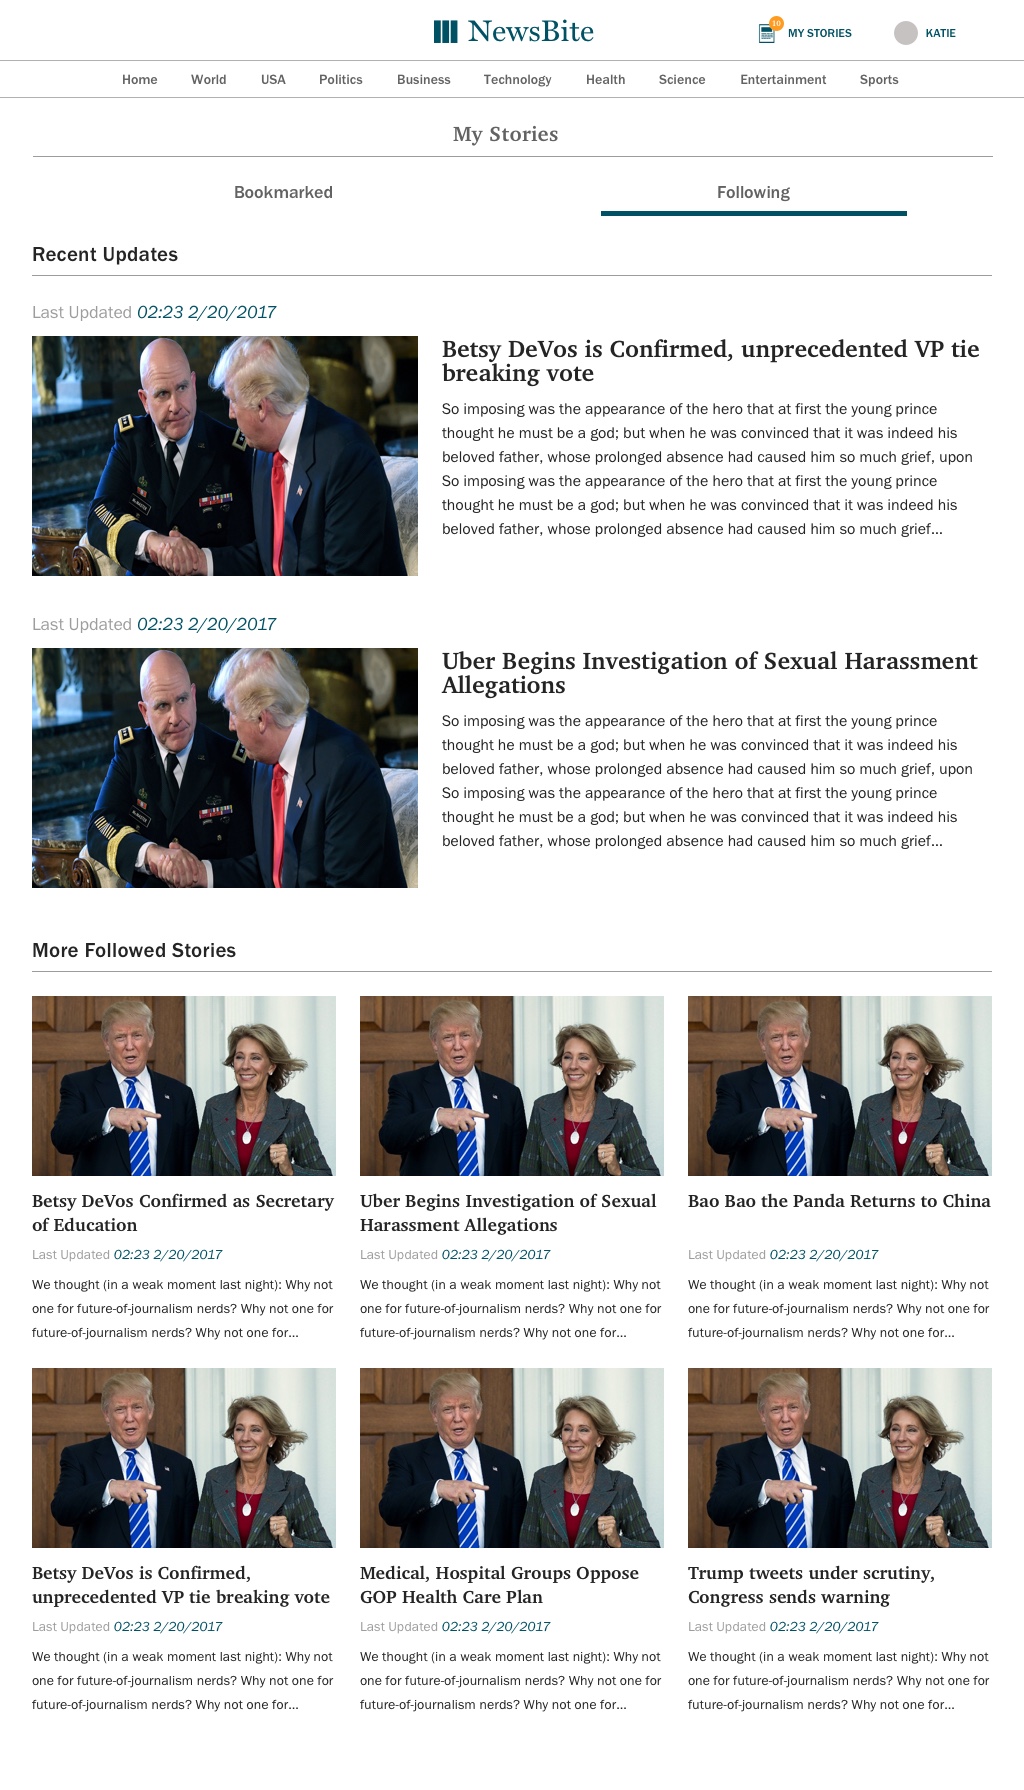 NewsBite
10
MY STORIES
KATIE
Home World USA Politics Business Technology Health Science Entertainment Sports
My Stories
Bookmarked Following
Recent Updates
Last Updated 02:23 2/20/2017
Betsy DeVos is Confirmed, unprecedented VP tie
breaking vote
So imposing was the appearance of the hero that at first the young prince
thought he must be a god; but when he was convinced that it was indeed his
beloved father, whose prolonged absence had caused him so much grief, upon
So imposing was the appearance of the hero that at first the young prince
thought he must be a god; but when he was convinced that it was indeed his
beloved father, whose prolonged absence had caused him so much grief...
Last Updated 02:23 2/20/2017
Uber Begins Investigation of Sexual Harassment
Allegations
So imposing was the appearance of the hero that at first the young prince
thought he must be a god; but when he was convinced that it was indeed his
beloved father, whose prolonged absence had caused him so much grief, upon
So imposing was the appearance of the hero that at first the young prince
thought he must be a god; but when he was convinced that it was indeed his
beloved father, whose prolonged absence had caused him so much grief...
More Followed Stories
Betsy DeVos Confirmed as Secretary
of Education
Last Updated 02:23 2/20/2017
We thought (in a weak moment last night): Why not
one for future-of-journalism nerds? Why not one for
future-of-journalism nerds? Why not one for...
Uber Begins Investigation of Sexual
Harassment Allegations
Last Updated 02:23 2/20/2017
We thought (in a weak moment last night): Why not
one for future-of-journalism nerds? Why not one for
future-of-journalism nerds? Why not one for...
Bao Bao the Panda Returns to China
Last Updated 02:23 2/20/2017
We thought (in a weak moment last night): Why not
one for future-of-journalism nerds? Why not one for
future-of-journalism nerds? Why not one for...
Betsy DeVos is Confirmed,
unprecedented VP tie breaking vote
Last Updated 02:23 2/20/2017
We thought (in a weak moment last night): Why not
one for future-of-journalism nerds? Why not one for
future-of-journalism nerds? Why not one for...
Medical, Hospital Groups Oppose
GOP Health Care Plan
Last Updated 02:23 2/20/2017
We thought (in a weak moment last night): Why not
one for future-of-journalism nerds? Why not one for
future-of-journalism nerds? Why not one for...
Trump tweets under scrutiny,
Congress sends warning
Last Updated 02:23 2/20/2017
We thought (in a weak moment last night): Why not
one for future-of-journalism nerds? Why not one for
future-of-journalism nerds? Why not one for...